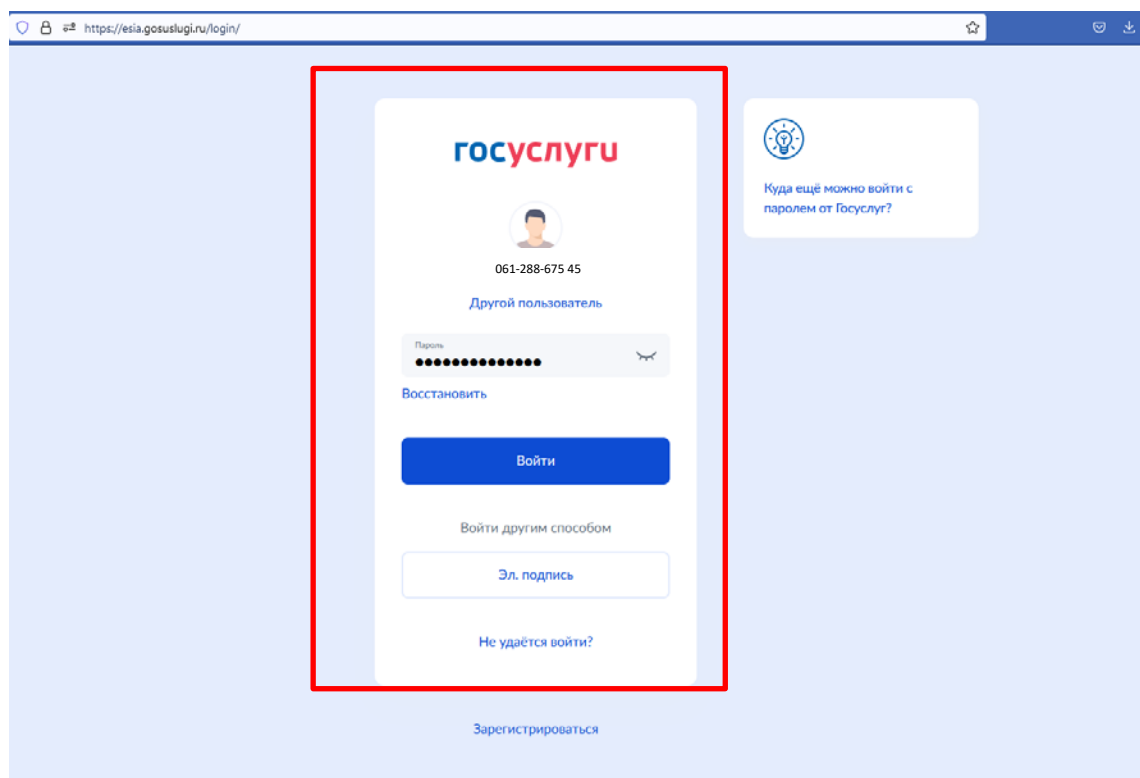 https://esia.gosuslugi.ru/login/
госуслуги
Куда ещё можно войти с
паролем от Госуслуг?
061-288-675 45
Другой пользователь
Пароль
●●●●●●●●●●●●●●
Восстановить
Войти
Войти другим способом
Эл. подпись
Не удаётся войти?
Зарегистрироваться